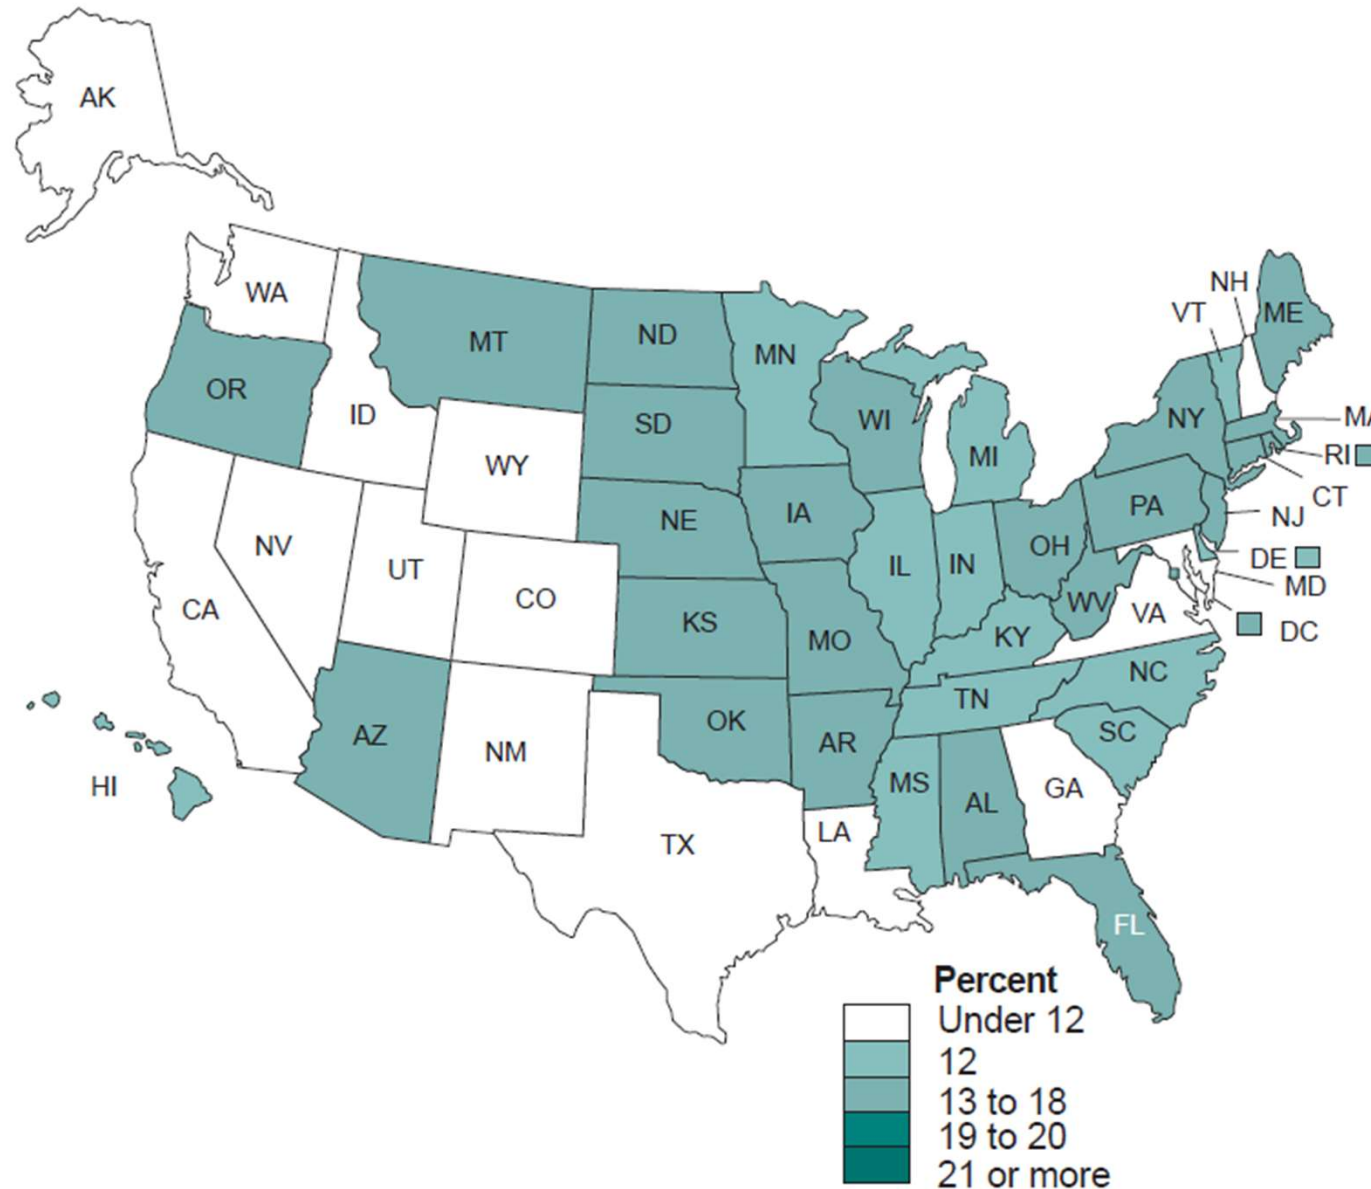 AK
WA
MT
ND
MN
VT
NH
ME
OR
ID
WY
SD
WI
MI
NY
MA
RI
CT
NV
UT
CO
NE
IA
IL
IN
OH
PA
NJ
DE
MD
DC
CA
KS
MO
KY
WV
VA
AZ
NM
OK
AR
TN
NC
SC
HI
TX
LA
MS
AL
GA
FL
Percent
Under 12
12
13 to 18
19 to 20
21 or more